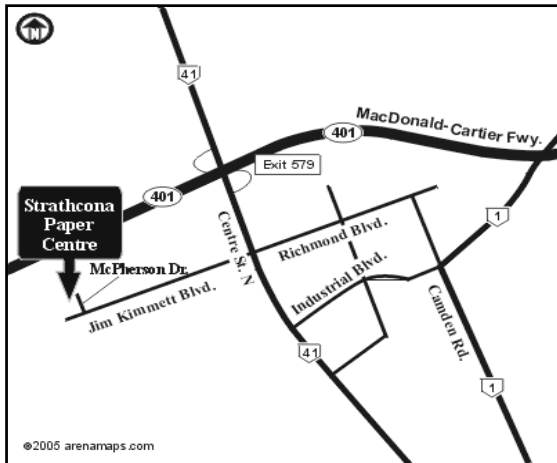 N
41
MacDonald-Cartier Fwy.
401
Exit 579
401
Strathcona
Paper
Centre
1
Centre St. N
Richmond Blvd.
McPherson Dr.
Industrial Blvd.
Jim Kimmett Blvd.
Camden Rd.
41
1
©2005 arenamaps.com